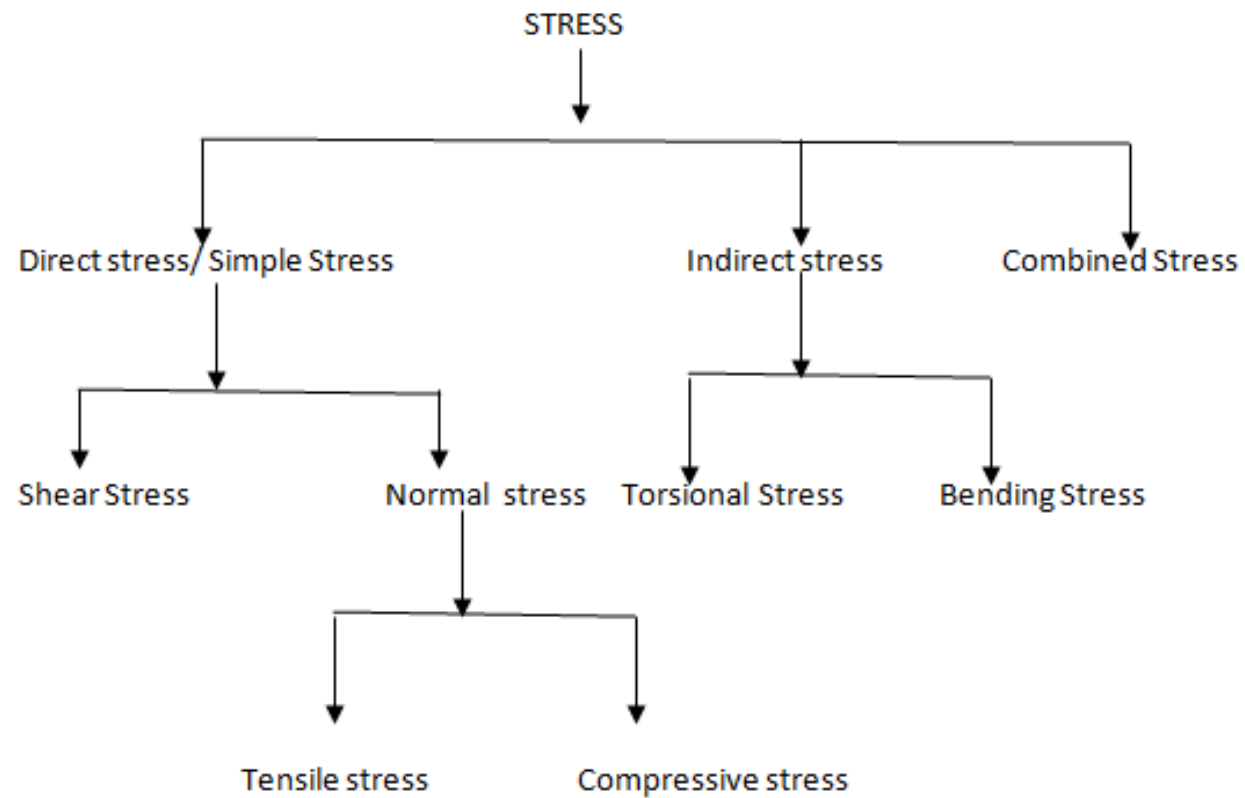 STRESS
Direct stress/ Simple Stress
Indirect stress
Combined Stress
Shear Stress
Normal stress
Torsional Stress
Bending Stress
Tensile stress
Compressive stress